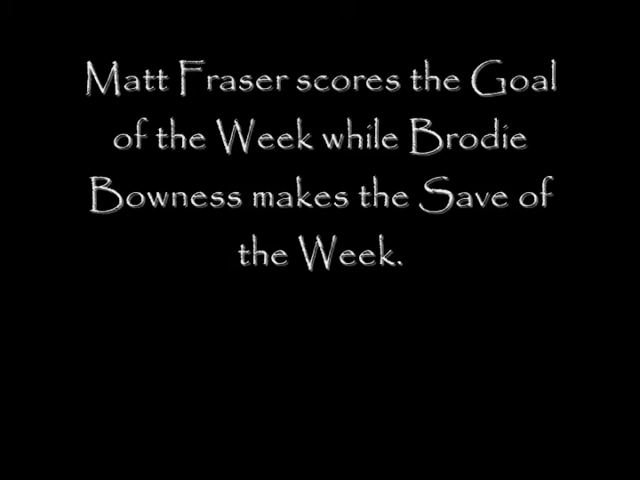 Matt Fraser scores the Goal
of the Week while Brodie
Bowness makes the Save of
the Week.